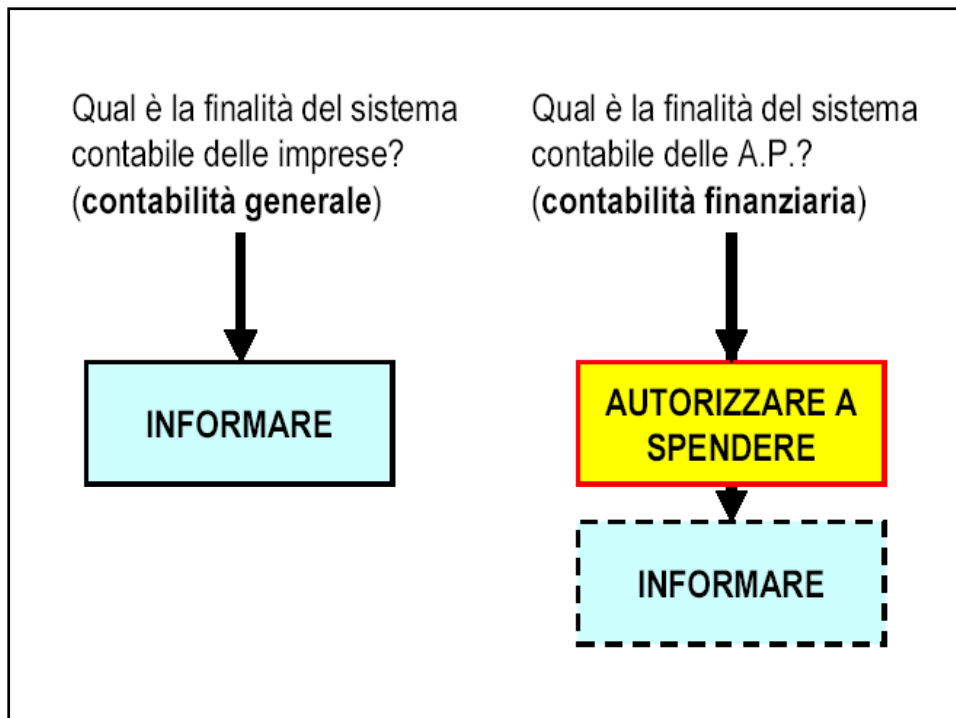 Qual è la finalità del sistema
contabile delle imprese?
(contabilità generale)
INFORMARE
Qual è la finalità del sistema
contabile delle A.P.?
(contabilità finanziaria)
AUTORIZZARE A
SPENDERE
INFORMARE